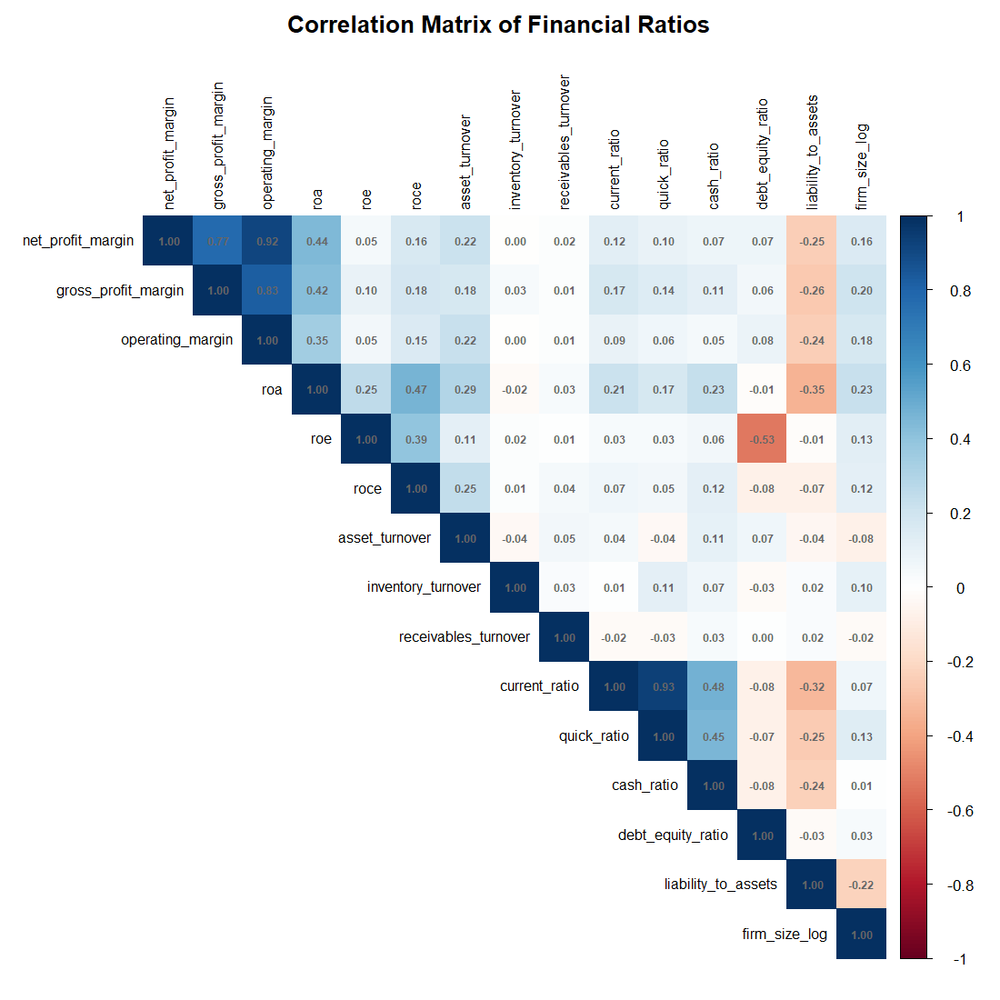 Correlation Matrix of Financial Ratios
net_profit_margin
gross_profit_margin
operating_margin
roa
roe
roce
asset_turnover
inventory_turnover
receivables_turnover
current_ratio
quick_ratio
cash_ratio
debt_equity_ratio
liability_to_assets
firm_size_log
net_profit_margin 1.00 0.77 0.92 0.44 0.05 0.16 0.22 0.00 0.02 0.12 0.10 0.07 0.07 -0.25 0.16
gross_profit_margin 1.00 0.83 0.42 0.10 0.18 0.18 0.03 0.01 0.17 0.14 0.11 0.06 -0.26 0.20
operating_margin 1.00 0.35 0.05 0.15 0.22 0.00 0.01 0.09 0.06 0.05 0.08 -0.24 0.18
roa 1.00 0.25 0.47 0.29 -0.02 0.03 0.21 0.17 0.23 -0.01 -0.35 0.23
roe 1.00 0.39 0.11 0.02 0.01 0.03 0.03 0.06 -0.53 -0.01 0.13
roce 1.00 0.25 0.01 0.04 0.07 0.05 0.12 -0.08 -0.07 0.12
asset_turnover 1.00 -0.04 0.05 0.04 -0.04 0.11 0.07 -0.04 -0.08
inventory_turnover 1.00 0.03 0.01 0.11 0.07 -0.03 0.02 0.10
receivables_turnover 1.00 -0.02 -0.03 0.03 0.00 0.02 -0.02
current_ratio 1.00 0.93 0.48 -0.08 -0.32 0.07
quick_ratio 1.00 0.45 -0.07 -0.25 0.13
cash_ratio 1.00 -0.08 -0.24 0.01
debt_equity_ratio 1.00 -0.03 0.03
liability_to_assets 1.00 -0.22
firm_size_log 1.00
1
0.8
0.6
0.4
0.2
0
-0.2
-0.4
-0.6
-0.8
-1